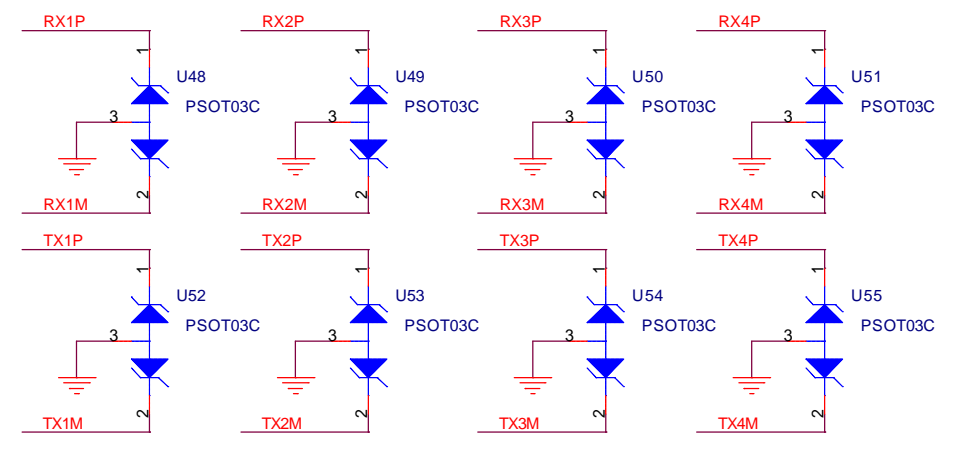 RX1P
1
U48
PSOT03C
3
2
RX1M
RX2P
1
U49
PSOT03C
3
2
RX2M
RX3P
1
U50
PSOT03C
3
2
RX3M
RX4P
1
U51
PSOT03C
3
2
RX4M
TX1P
1
U52
PSOT03C
3
2
TX1M
TX2P
1
U53
PSOT03C
3
2
TX2M
TX3P
1
U54
PSOT03C
3
2
TX3M
TX4P
1
U55
PSOT03C
3
2
TX4M